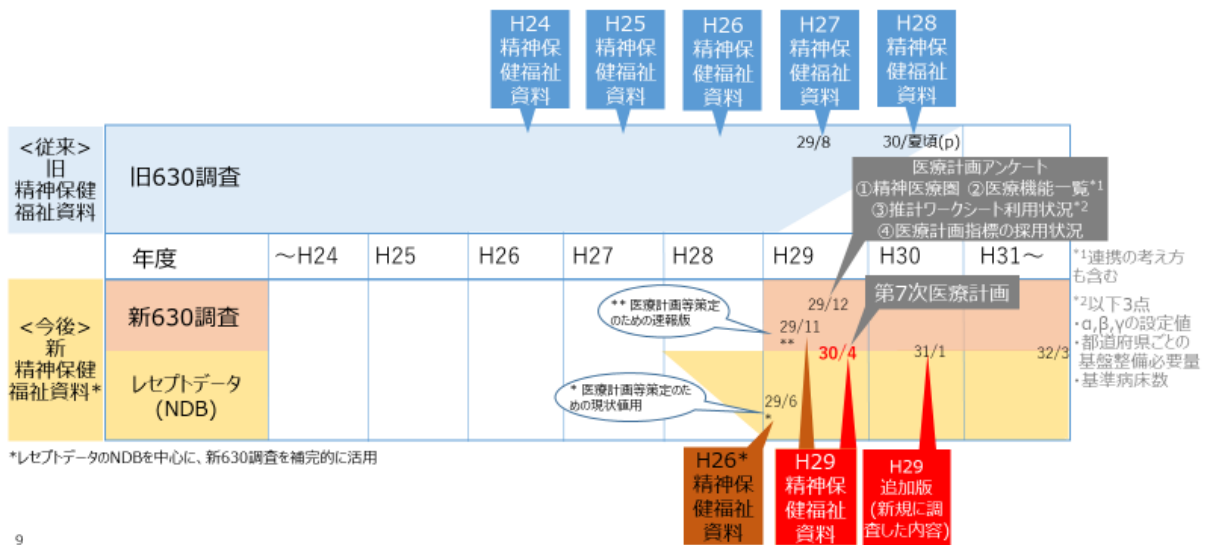 H24
精神保
健福祉
資料
H25
精神保
健福祉
資料
H26
精神保
健福祉
資料
H27
精神保
健福祉
資料
H28
精神保
健福祉
資料
<従来>
旧
精神保健
福祉資料
旧630調査
29/8
30/夏頃(p)
医療計画アンケート
①精神医療圏 ②医療機能一覧*1
③推計ワークシート利用状況*2
④医療計画指標の採用状況
年度
～H24
H25
H26
H27
H28
H29
H30
H31～
*1連携の考え方
も含む
*2以下3点
・α,β,γの設定値
・都道府県ごとの
基盤整備必要量
・基準病床数
<今後>
新
精神保健
福祉資料*
新630調査
** 医療計画等策定
のための速報版
29/12
第7次医療計画
29/11
**
30/4
31/1
32/3
レセプトデータ
(NDB)
* 医療計画等策定のた
めの現状値用
29/6
*
*レセプトデータのNDBを中心に、新630調査を補完的に活用
H26*
精神保
健福祉
資料
H29
精神保
健福祉
資料
H29
追加版
(新規に調
査した内容)
9